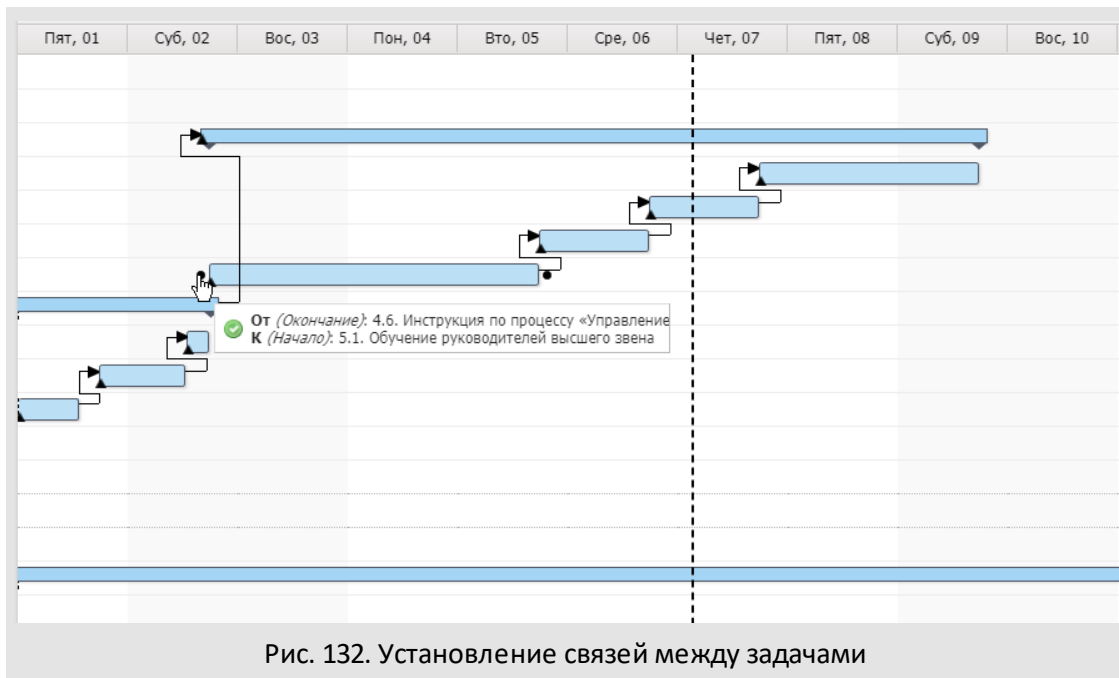 Пят, 01 Суб, 02 Вос, 03 Пон, 04 Вто, 05 Сре, 06 Чет, 07 Пят, 08 Суб, 09 Вос, 10
От (Окончание): 4.6. Инструкция по процессу «Управление
К (Начало): 5.1. Обучение руководителей высшего звена
Рис. 132. Установление связей между задачами